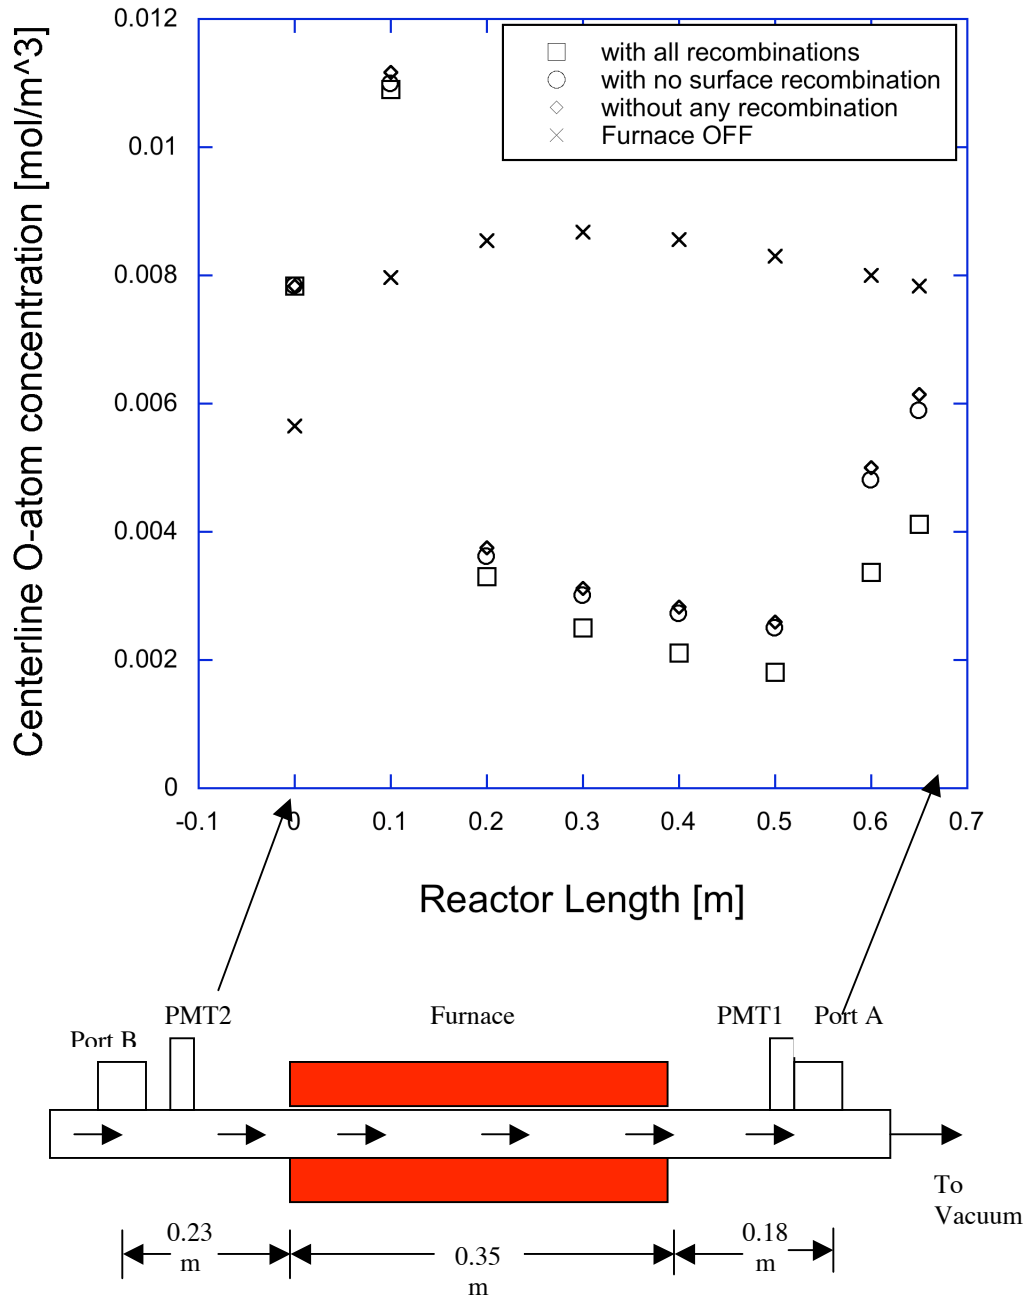 Centerline O-atom concentration [mol/m^3]
0.012
0.01
0.008
0.006
0.004
0.002
0
with all recombinations
with no surface recombination
without any recombination
Furnace OFF
-0.1 0 0.1 0.2 0.3 0.4 0.5 0.6 0.7
Reactor Length [m]
Port B PMT2 Furnace PMT1 Port A
To
Vacuum
0.23
m
0.35
m
0.18
m